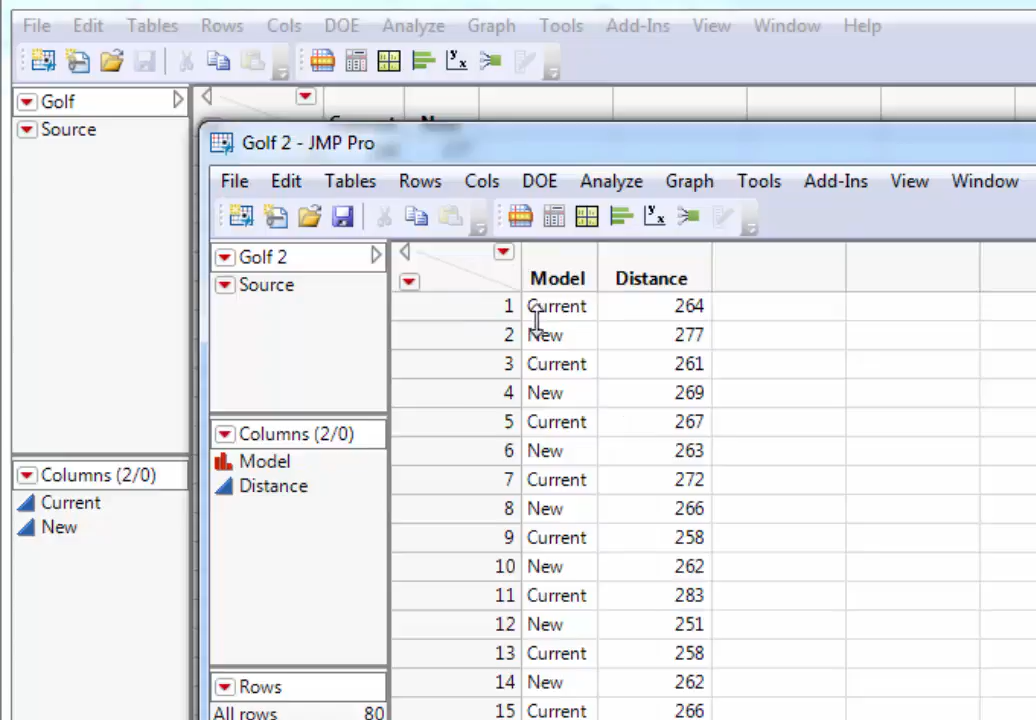 File Edit Tables Rows Cols DOE Analyze Graph Tools Add-Ins View Window Help
Golf
Source
Columns (2/0)
Current
New
Golf 2 - JMP Pro
File Edit Tables Rows Cols DOE Analyze Graph Tools Add-Ins View Window
Golf 2
Source
Columns (2/0)
Model
Distance
Rows
All rows 80
Model Distance
1 Current 264
2 New 277
3 Current 261
4 New 269
5 Current 267
6 New 263
7 Current 272
8 New 266
9 Current 258
10 New 262
11 Current 283
12 New 251
13 Current 258
14 New 262
15 Current 266